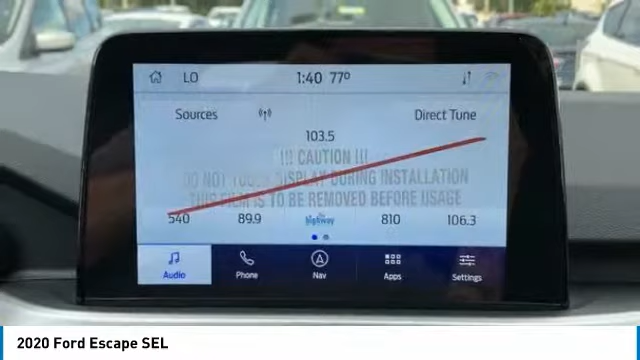 LO 1:40 77°
Sources Direct Tune
103.5
!!! CAUTION !!!
DO NOT TOUCH DISPLAY DURING INSTALLATION
THIS FILM IS TO BE REMOVED BEFORE USAGE
540 89.9 the highway 810 106.3
Audio Phone Nav Apps Settings
2020 Ford Escape SEL